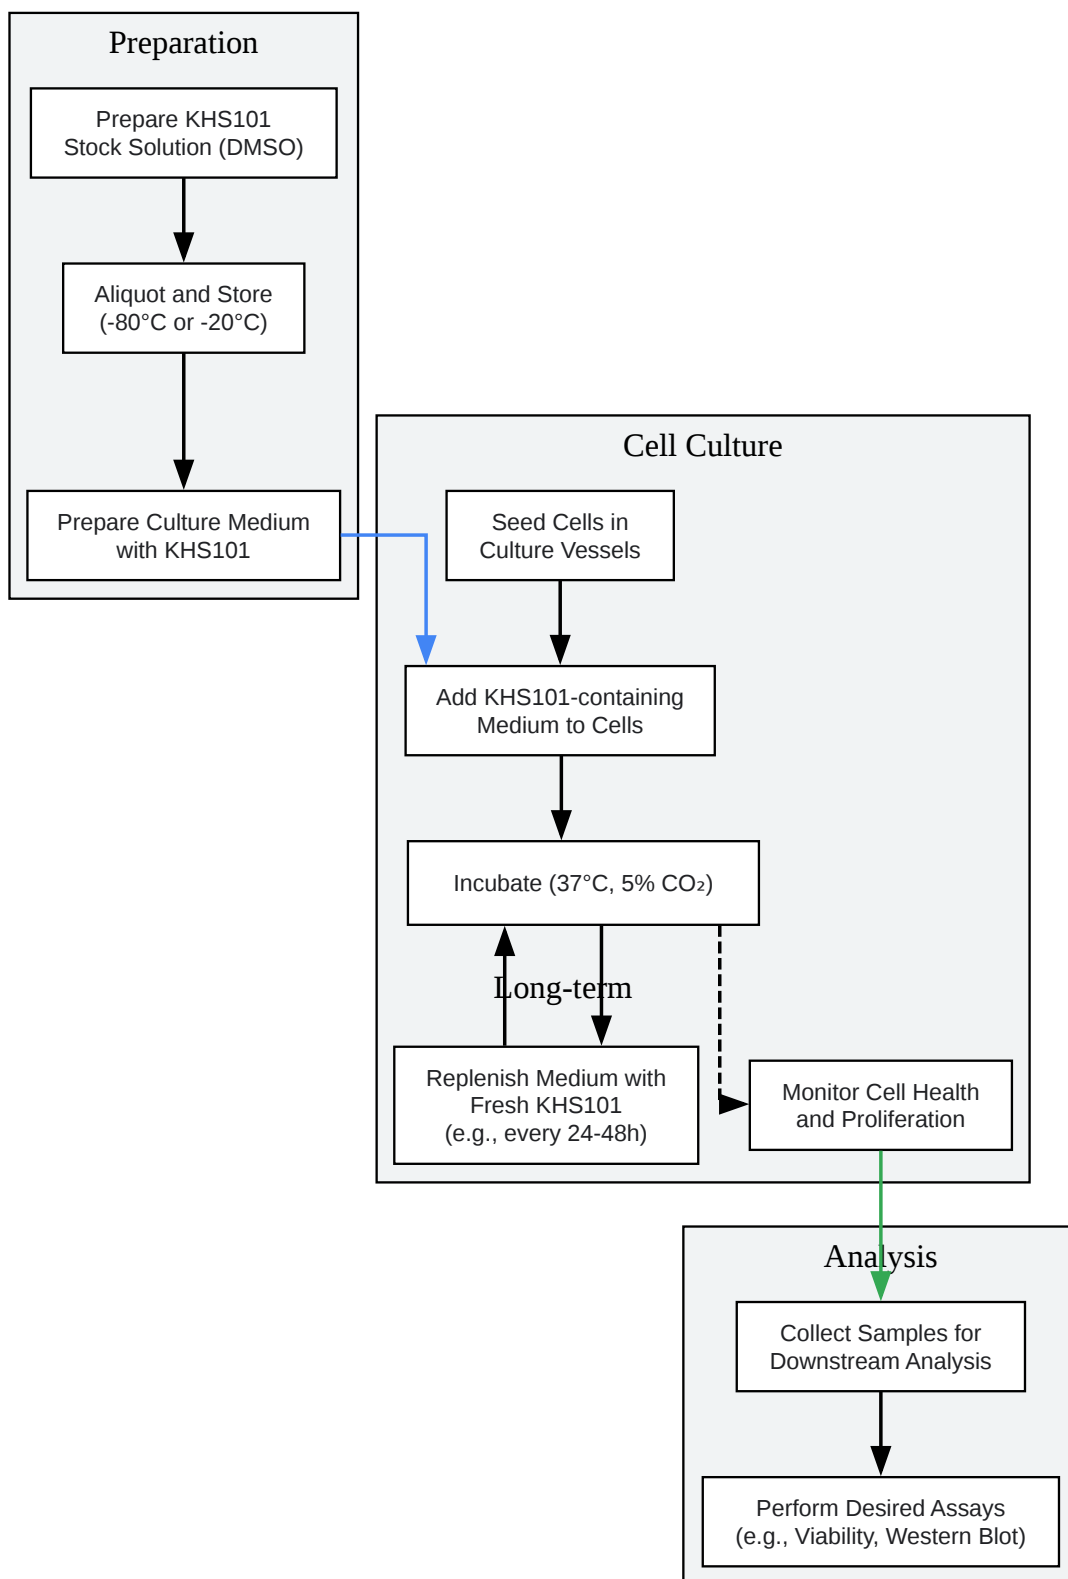 Preparation
Prepare KHS101
Stock Solution (DMSO)
Aliquot and Store
(-80°C or -20°C)
Prepare Culture Medium
with KHS101
Cell Culture
Seed Cells in
Culture Vessels
Add KHS101-containing
Medium to Cells
Incubate (37°C, 5% CO₂)
Long-term
Replenish Medium with
Fresh KHS101
(e.g., every 24-48h)
Monitor Cell Health
and Proliferation
Analysis
Collect Samples for
Downstream Analysis
Perform Desired Assays
(e.g., Viability, Western Blot)